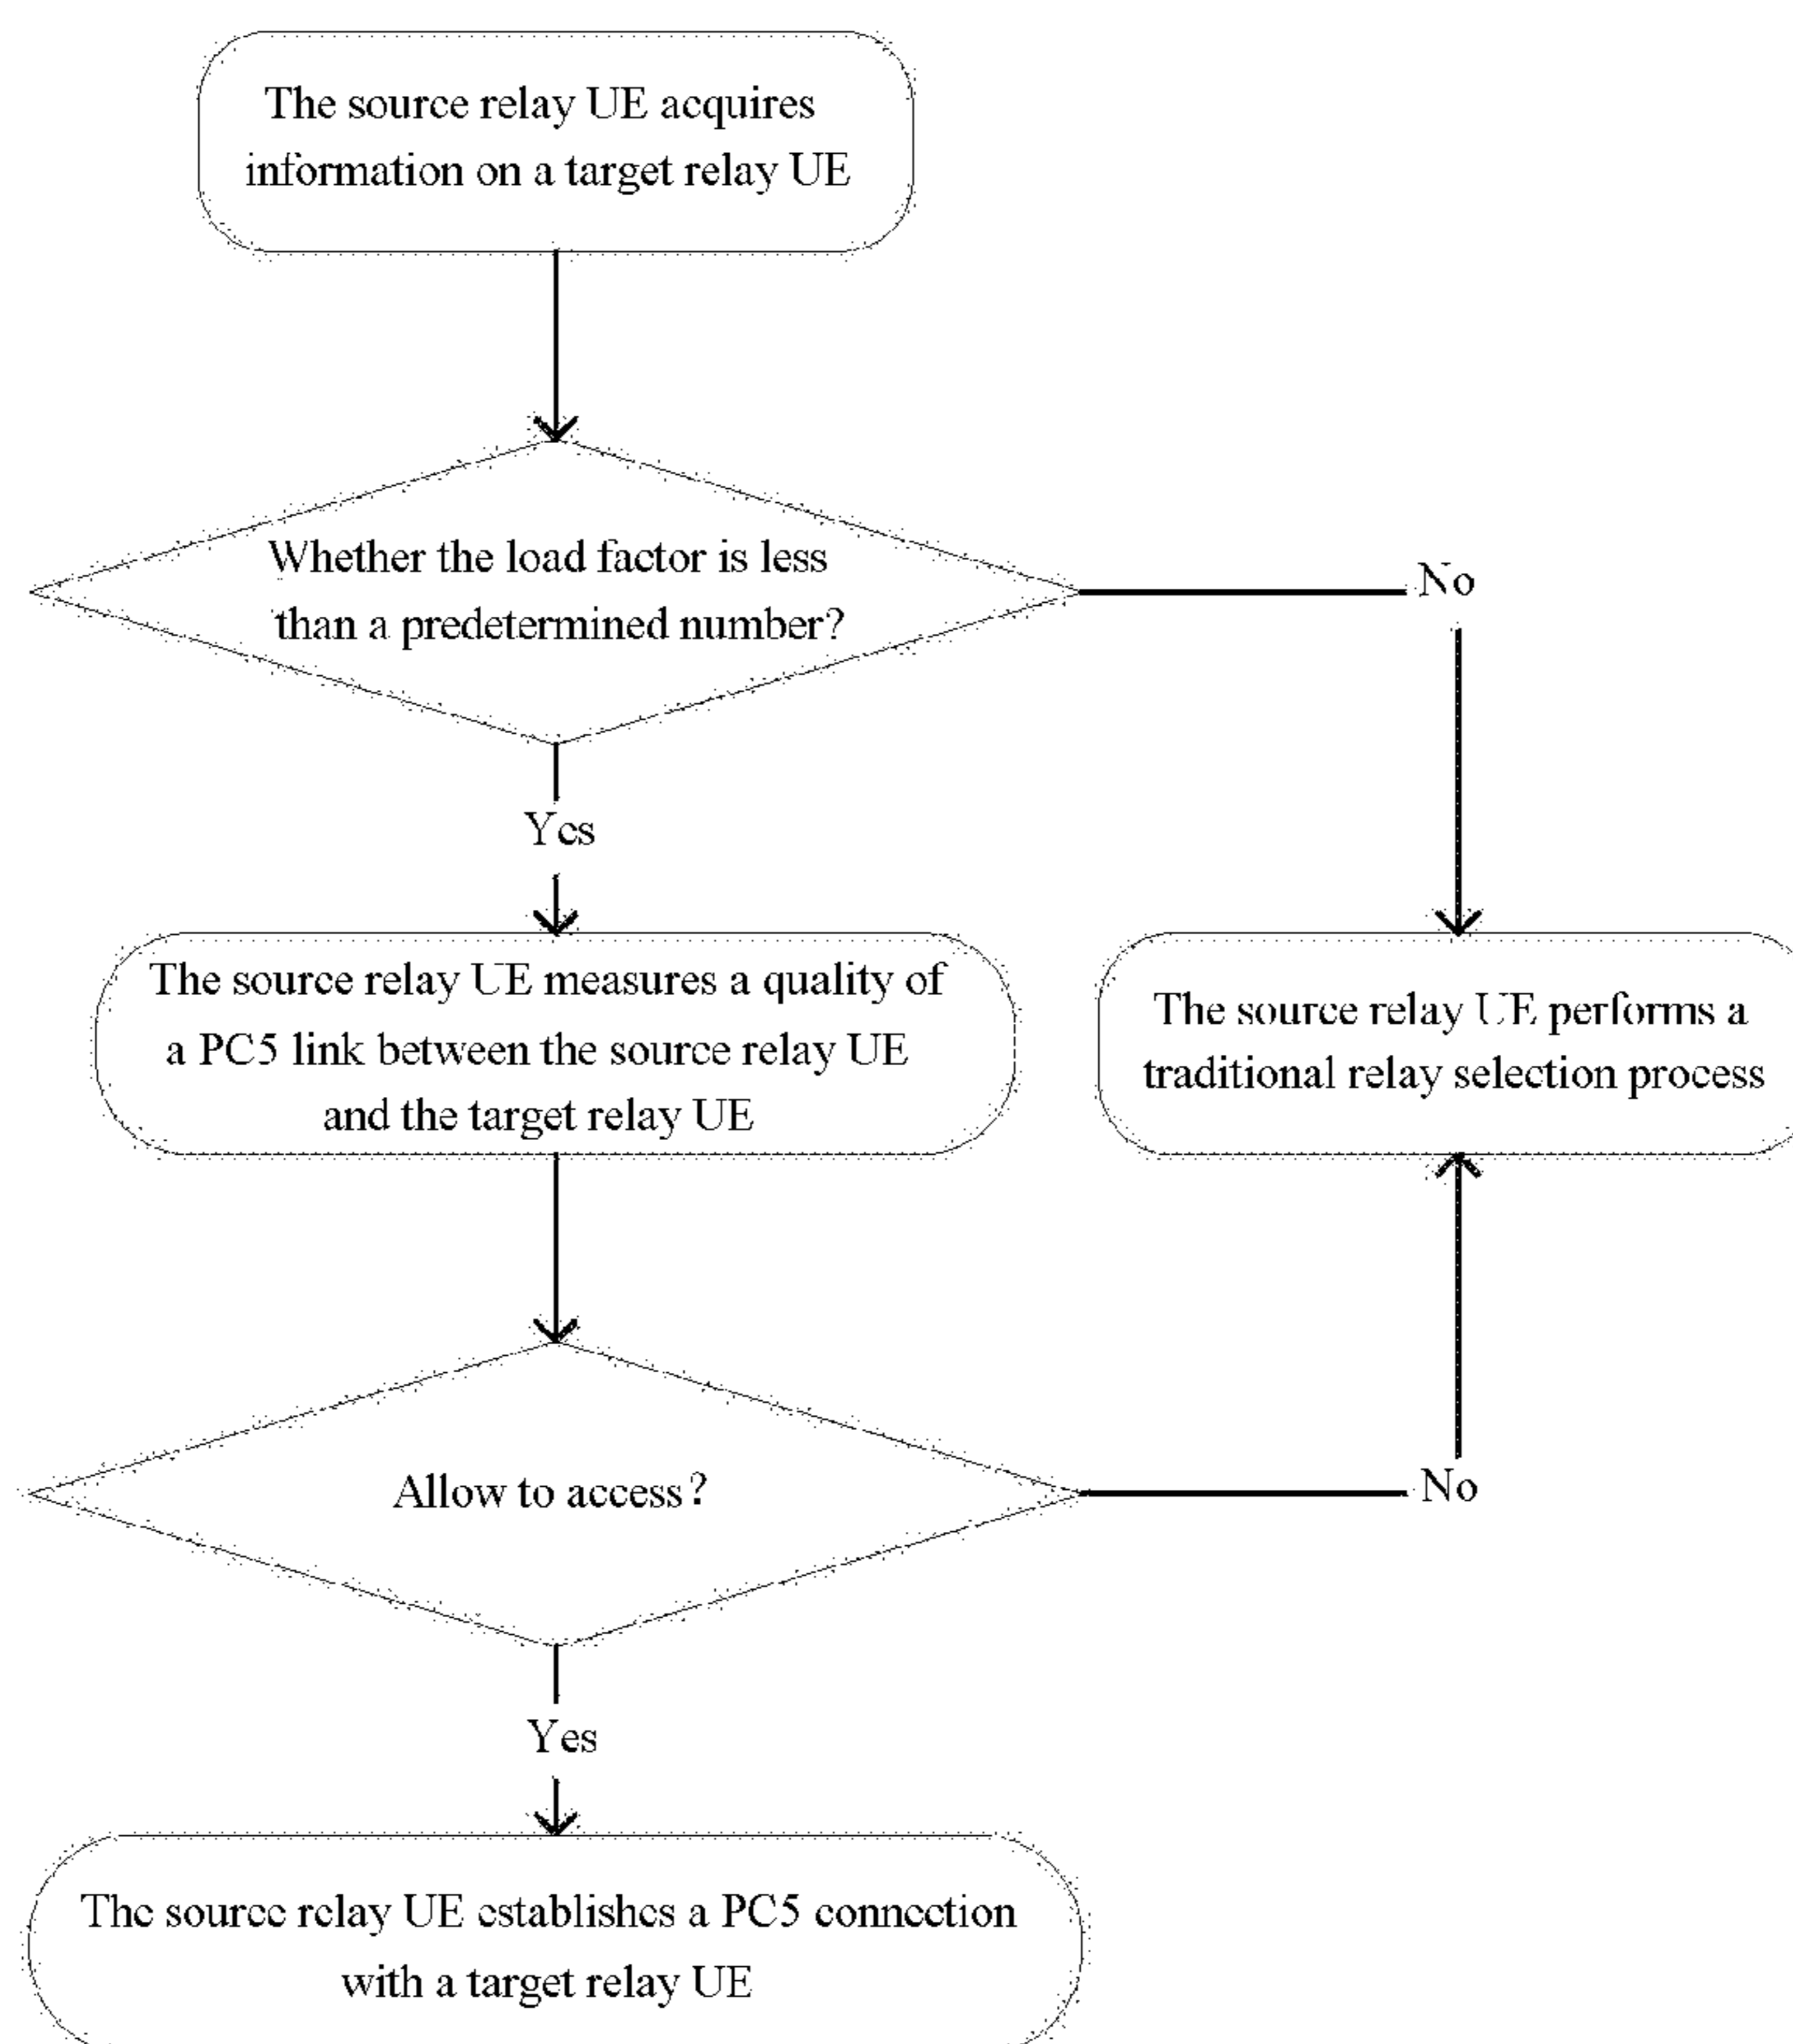 The source relay UE acquires
information on a target relay UE
Whether the load factor is less
than a predetermined number?
No
Yes
The source relay UE measures a quality of
a PC5 link between the source relay UE
and the target relay UE
The source relay UE performs a
traditional relay selection process
Allow to access?
No
Yes
The source relay UE establishes a PC5 connection
with a target relay UE